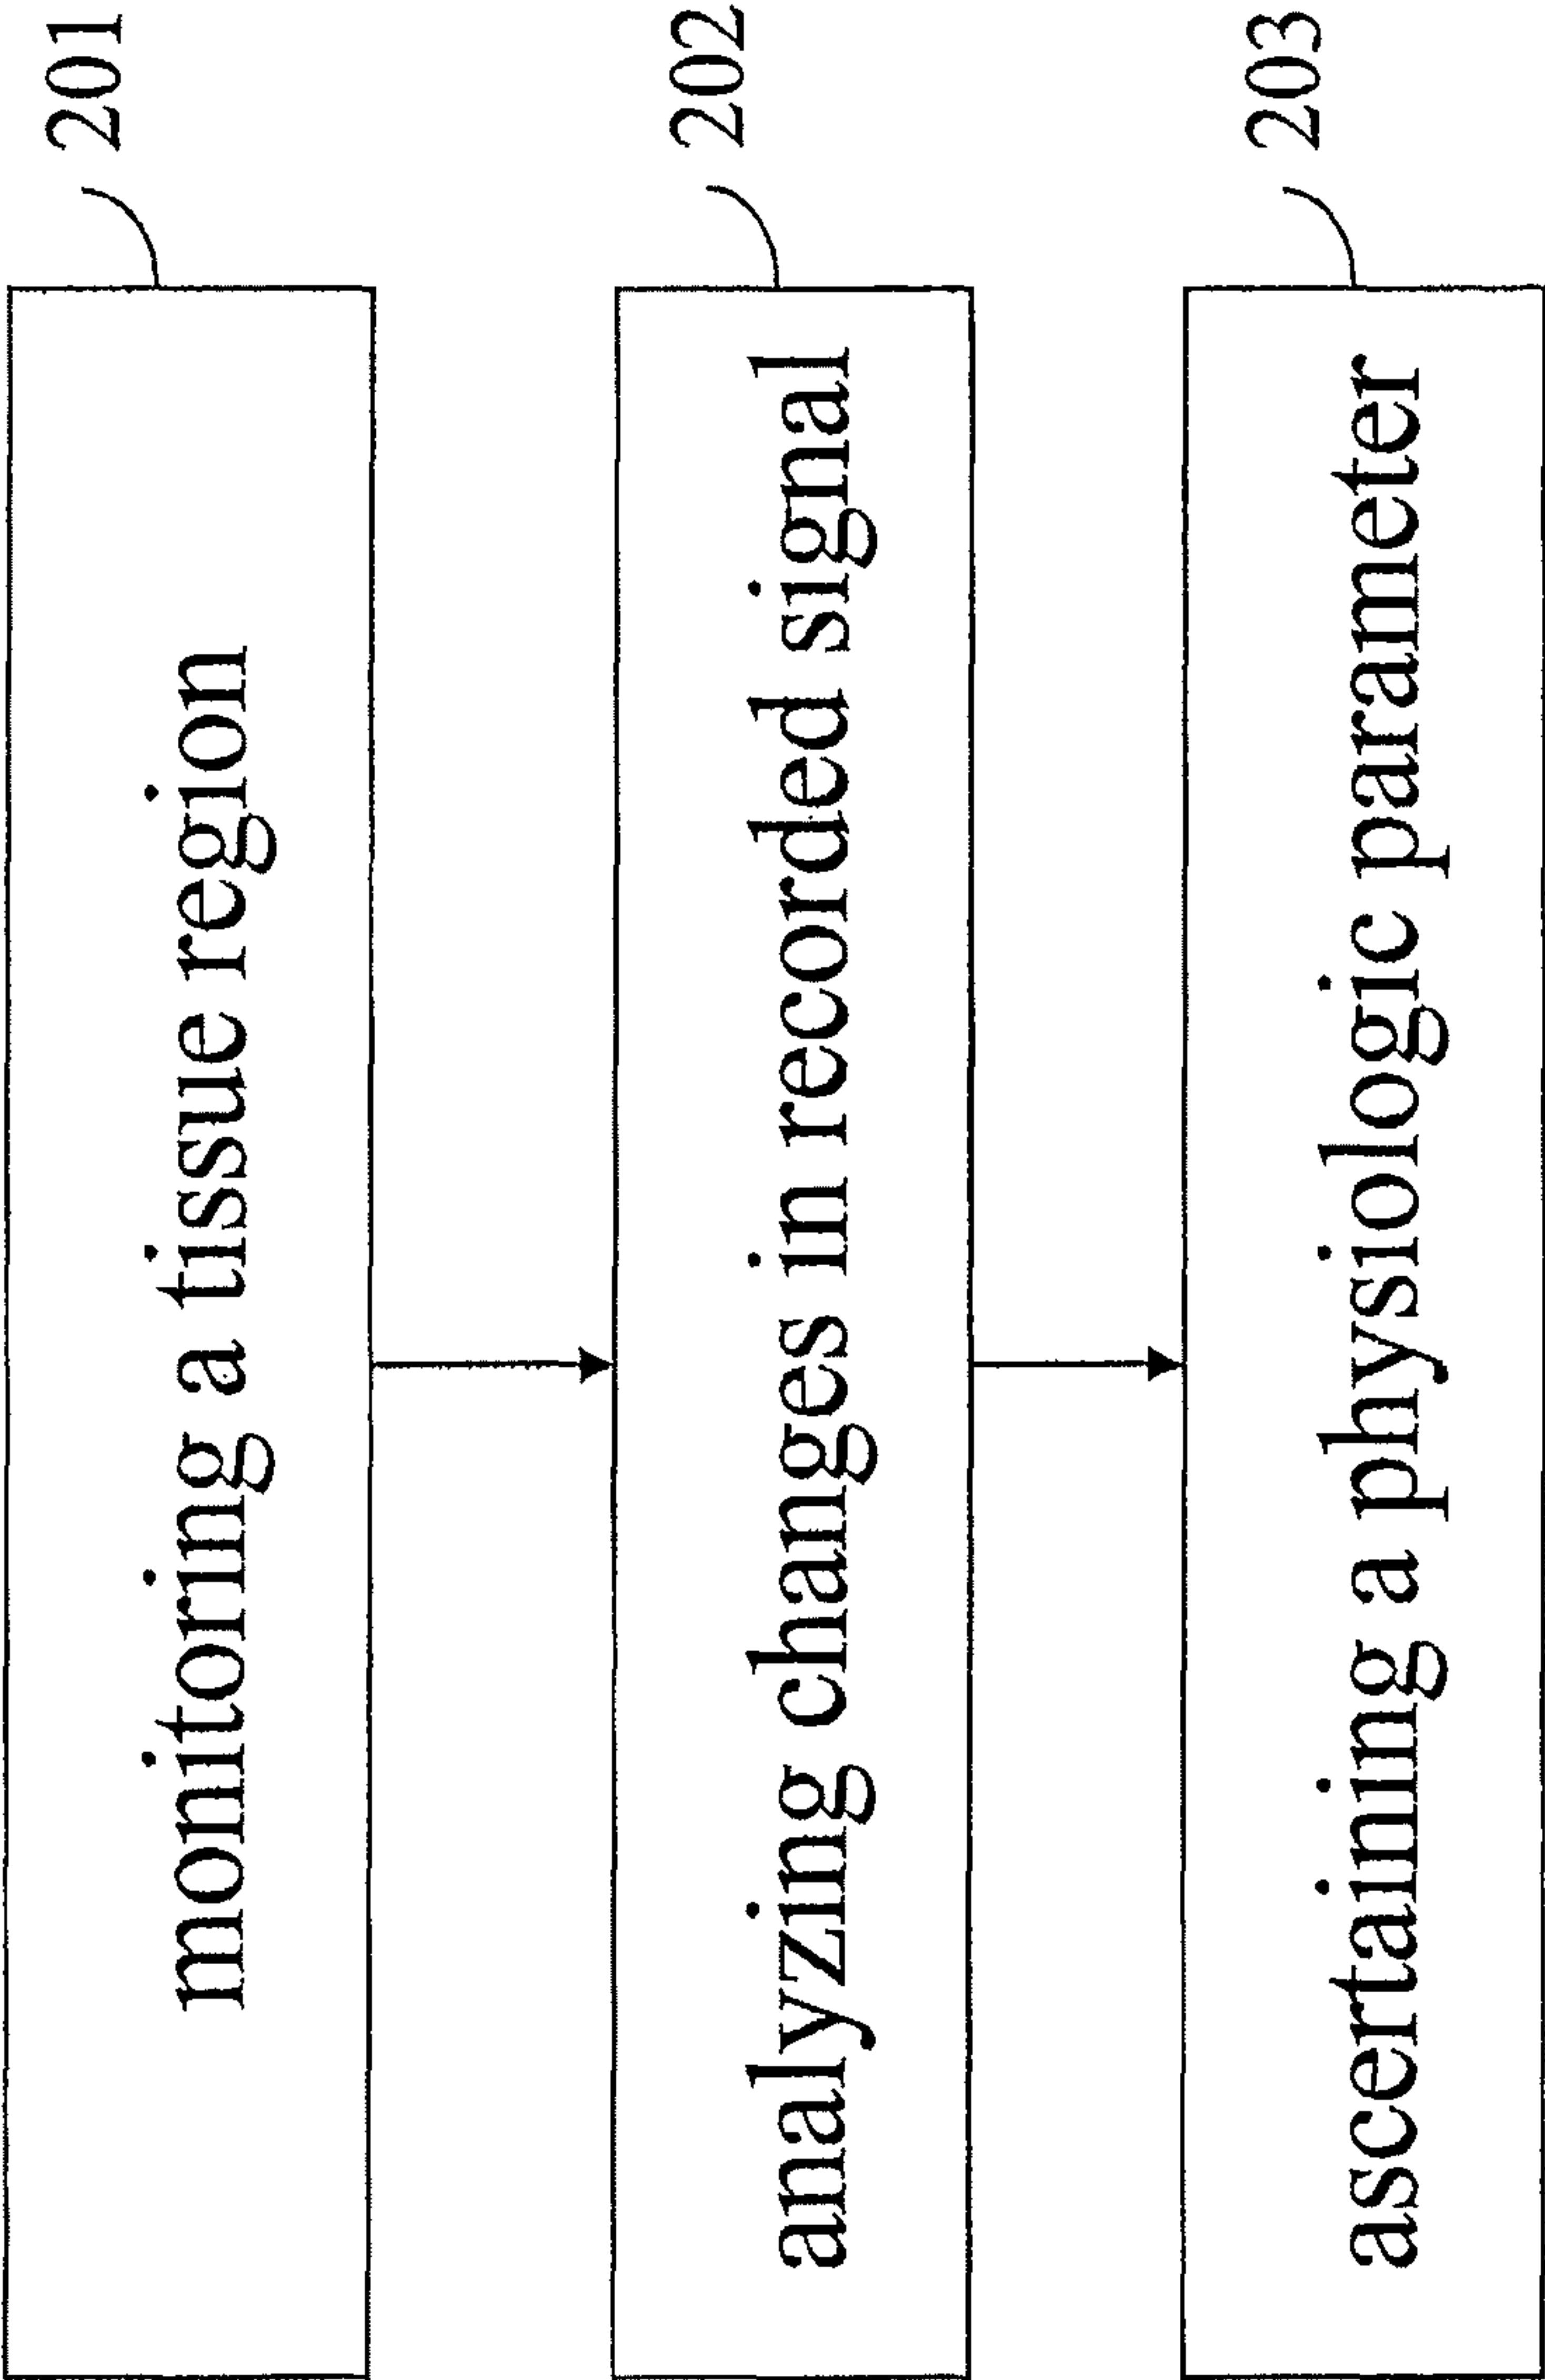 201
monitoring a tissue region
202
analyzing changes in recorded signal
203
ascertaining a physiologic parameter